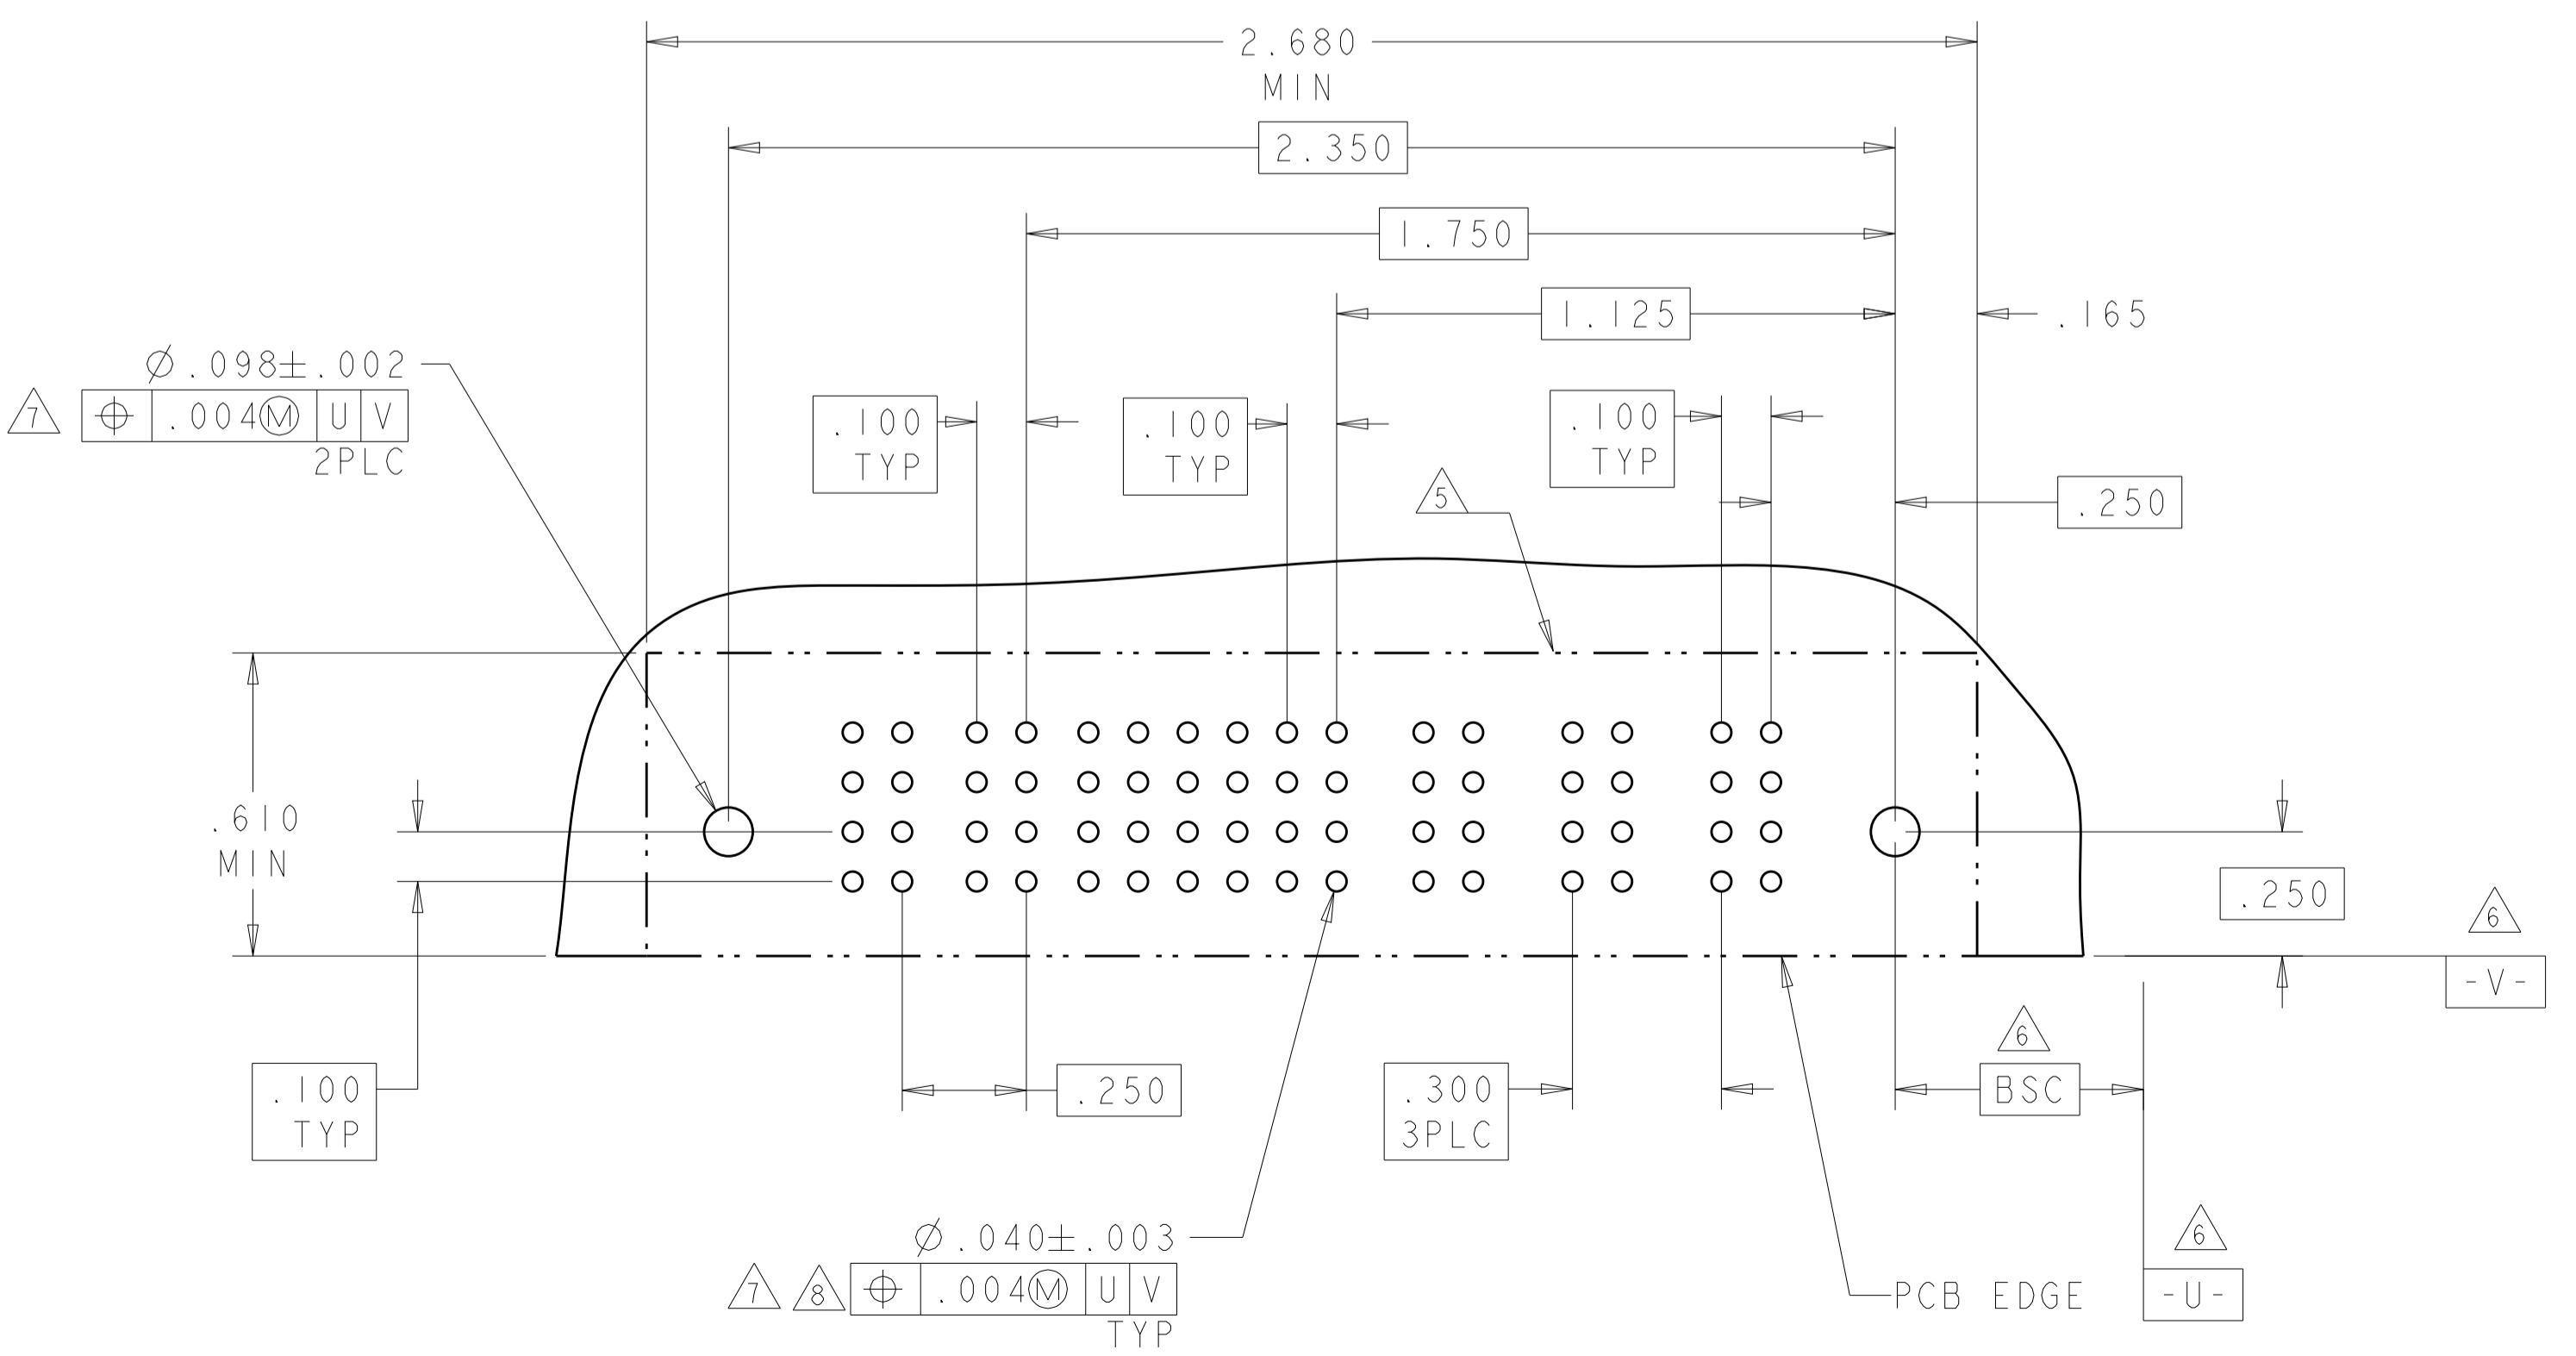 2.680
MIN
2.350
1.750
1.125
.165
Ø.098±.002
7
⌖ .004Ⓜ U V
2PLC
.100
TYP
.100
TYP
.100
TYP
5
.250
.610
MIN
.250
6
-V-
6
BSC
.100
TYP
.250
.300
3PLC
Ø.040±.003
7 8
⌖ .004Ⓜ U V
TYP
PCB EDGE
6
-U-